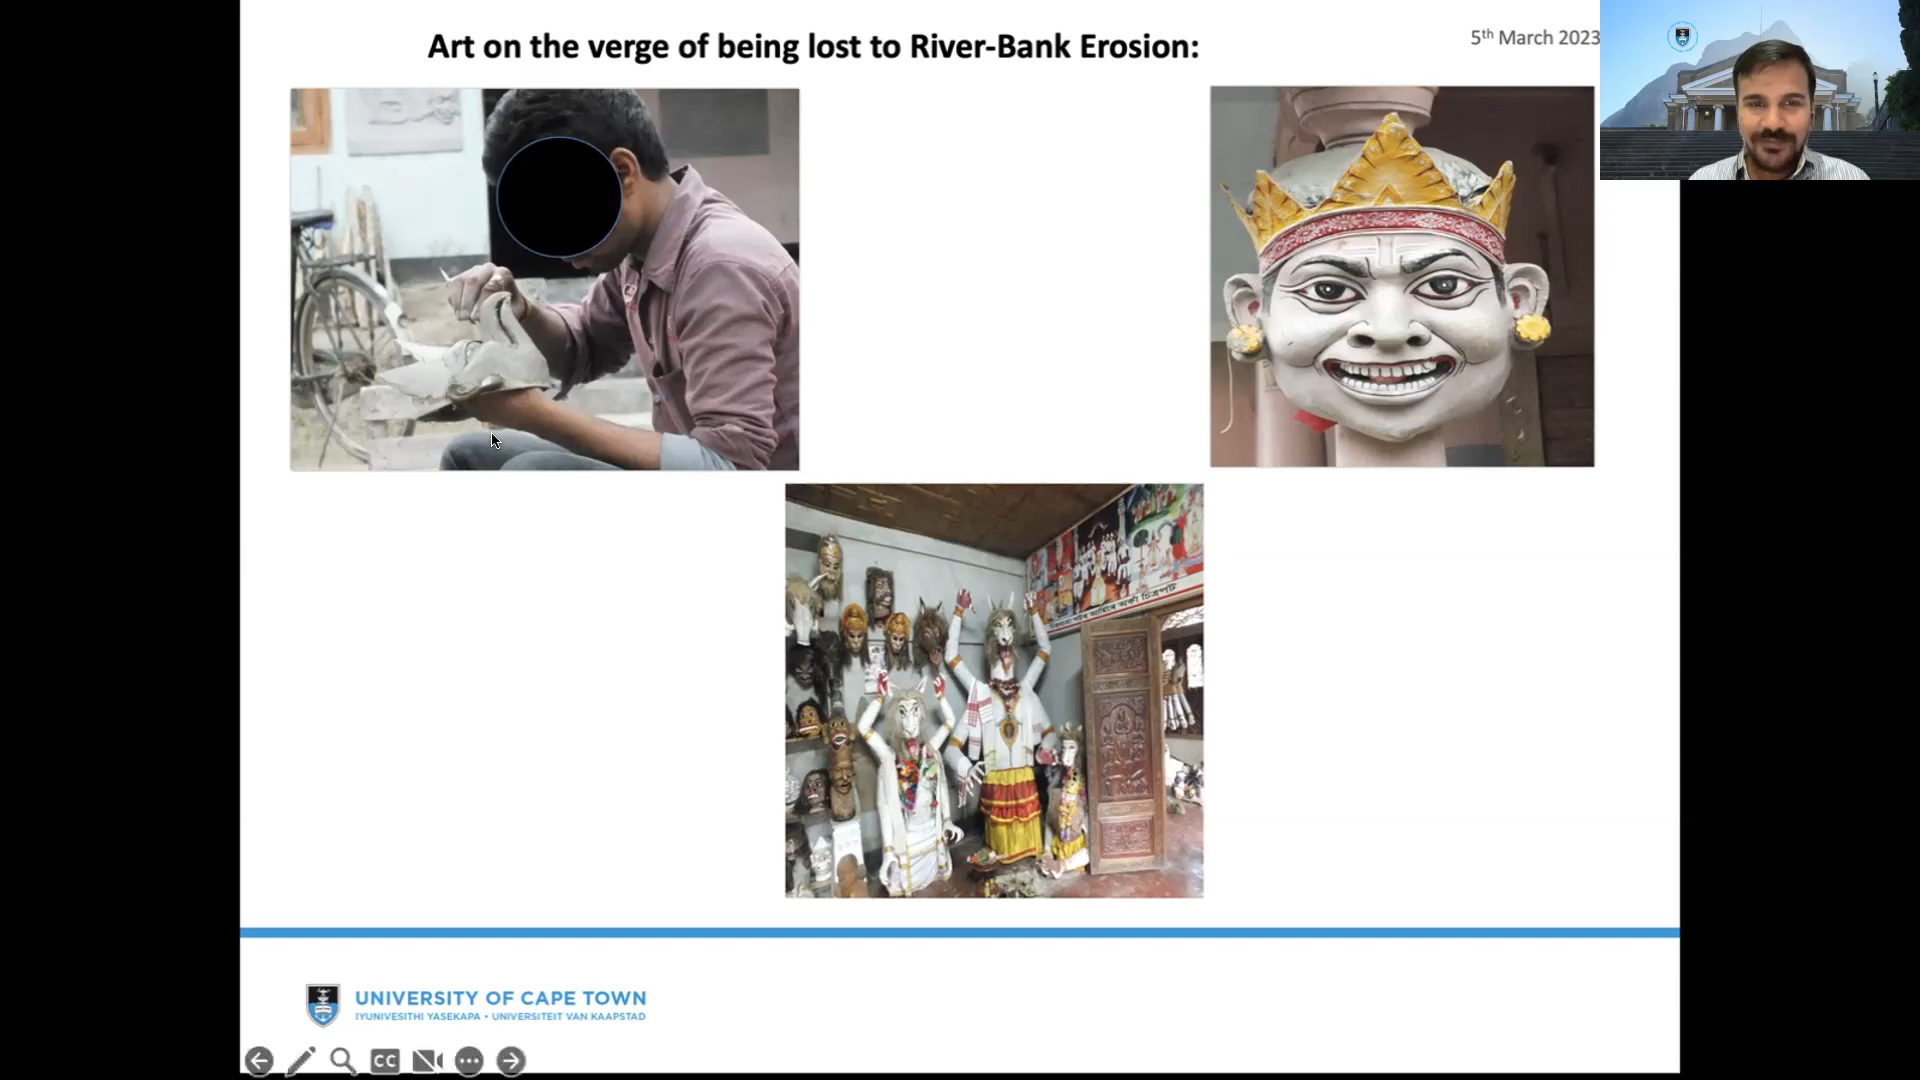 Art on the verge of being lost to River-Bank Erosion:
5th March 2023
চিত্ৰপট
UNIVERSITY OF CAPE TOWN
IYUNIVESITHI YASEKAPA • UNIVERSITEIT VAN KAAPSTAD
CC